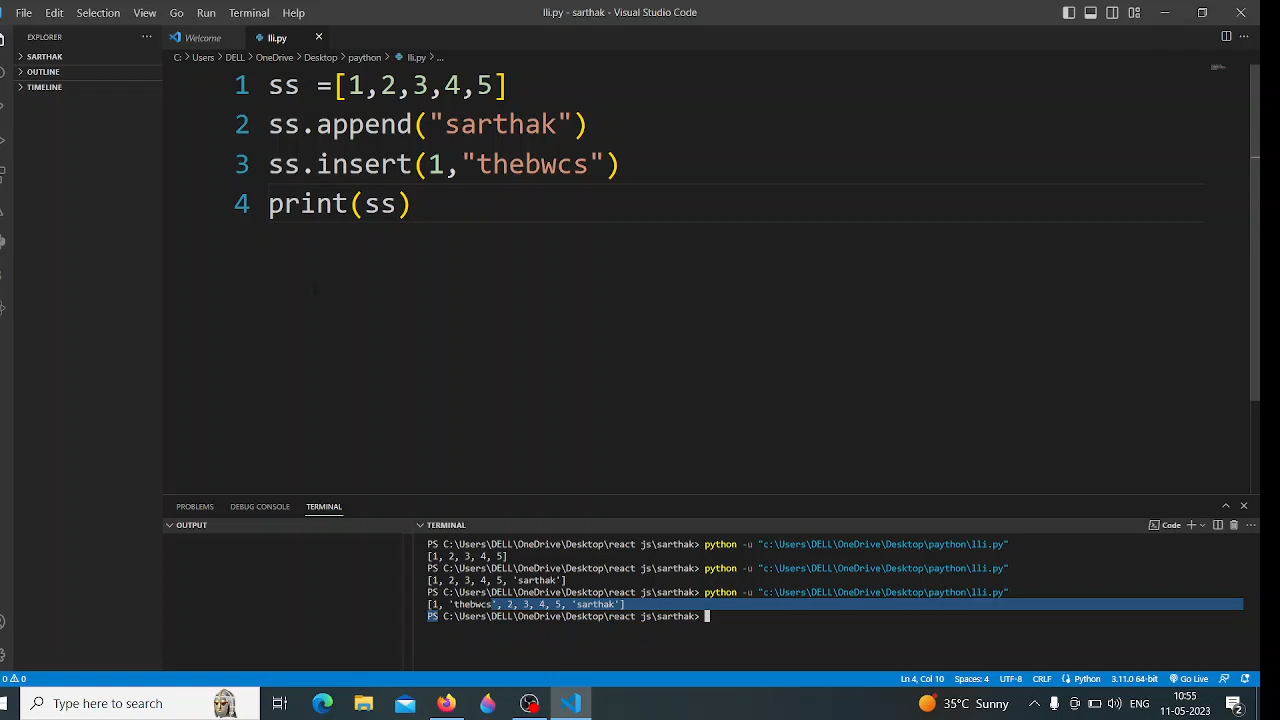 File Edit Selection View Go Run Terminal Help lli.py - sarthak - Visual Studio Code
EXPLORER
SARTHAK
OUTLINE
TIMELINE
Welcome lli.py
C: > Users > DELL > OneDrive > Desktop > paython > lli.py > ...
1 ss =[1,2,3,4,5]
2 ss.append("sarthak")
3 ss.insert(1,"thebwcs")
4 print(ss)
PROBLEMS DEBUG CONSOLE TERMINAL
OUTPUT
TERMINAL
Code
PS C:\Users\DELL\OneDrive\Desktop\react js\sarthak> python -u "c:\Users\DELL\OneDrive\Desktop\paython\lli.py"
[1, 2, 3, 4, 5]
PS C:\Users\DELL\OneDrive\Desktop\react js\sarthak> python -u "c:\Users\DELL\OneDrive\Desktop\paython\lli.py"
[1, 2, 3, 4, 5, 'sarthak']
PS C:\Users\DELL\OneDrive\Desktop\react js\sarthak> python -u "c:\Users\DELL\OneDrive\Desktop\paython\lli.py"
[1, 'thebwcs', 2, 3, 4, 5, 'sarthak']
PS C:\Users\DELL\OneDrive\Desktop\react js\sarthak>
0 0 Ln 4, Col 10 Spaces: 4 UTF-8 CRLF Python 3.11.0 64-bit Go Live
Type here to search
35°C Sunny
ENG
10:55
11-05-2023
2